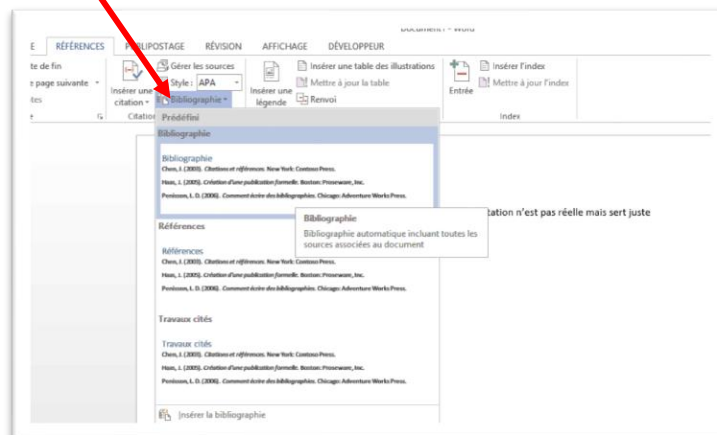 Document1 - Word
E RÉFÉRENCES PUBLIPOSTAGE RÉVISION AFFICHAGE DÉVELOPPEUR
te de fin
e page suivante
tes
Insérer une
citation
Gérer les sources
Style : APA
Bibliographie
Citation
Insérer une
légende
Insérer une table des illustrations
Mettre à jour la table
Renvoi
Entrée
Insérer l'index
Mettre à jour l'index
Index
Prédéfini
Bibliographie
Bibliographie
Chen, J. (2003). Citations et références. New York: Contoso Press.
Haas, J. (2005). Création d'une publication formelle. Boston: Proseware, Inc.
Penisson, L. D. (2006). Comment écrire des bibliographies. Chicago: Adventure Works Press.
Bibliographie
Bibliographie automatique incluant toutes les
sources associées au document
tation n'est pas réelle mais sert juste
Références
Références
Chen, J. (2003). Citations et références. New York: Contoso Press.
Haas, J. (2005). Création d'une publication formelle. Boston: Proseware, Inc.
Penisson, L. D. (2006). Comment écrire des bibliographies. Chicago: Adventure Works Press.
Travaux cités
Travaux cités
Chen, J. (2003). Citations et références. New York: Contoso Press.
Haas, J. (2005). Création d'une publication formelle. Boston: Proseware, Inc.
Penisson, L. D. (2006). Comment écrire des bibliographies. Chicago: Adventure Works Press.
Insérer la bibliographie